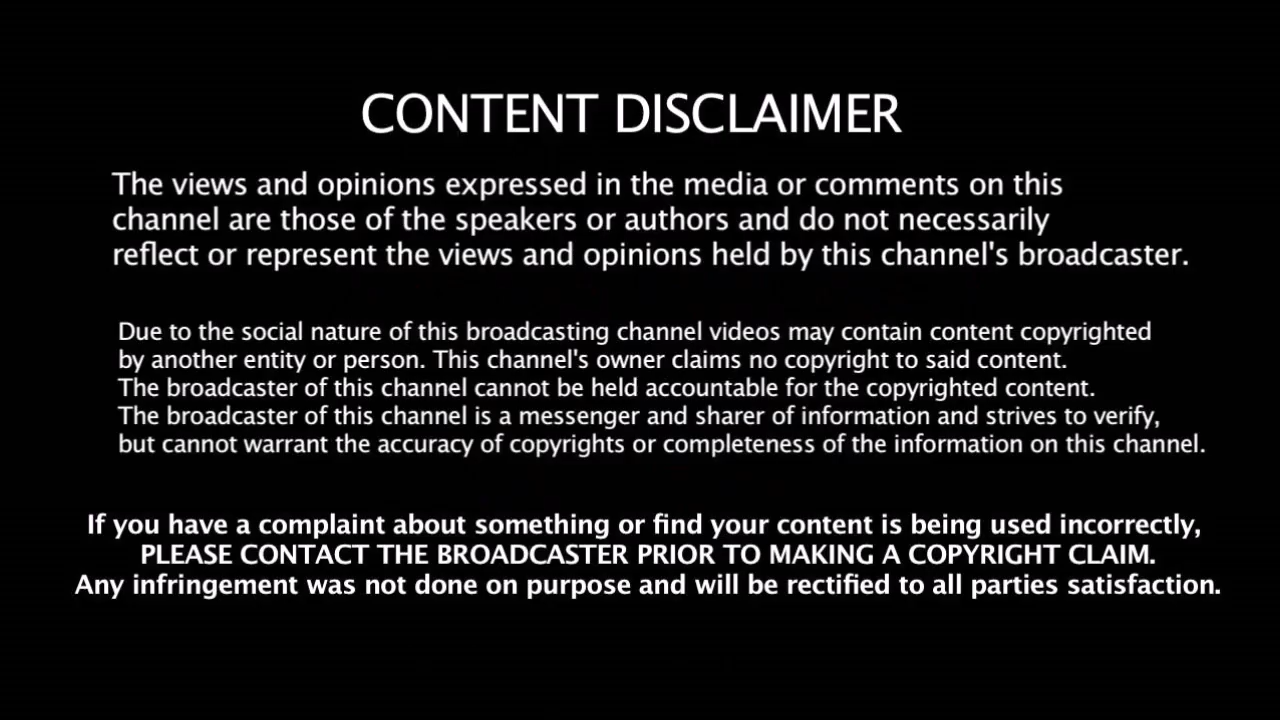 CONTENT DISCLAIMER
The views and opinions expressed in the media or comments on this
channel are those of the speakers or authors and do not necessarily
reflect or represent the views and opinions held by this channel's broadcaster.
Due to the social nature of this broadcasting channel videos may contain content copyrighted
by another entity or person. This channel's owner claims no copyright to said content.
The broadcaster of this channel cannot be held accountable for the copyrighted content.
The broadcaster of this channel is a messenger and sharer of information and strives to verify,
but cannot warrant the accuracy of copyrights or completeness of the information on this channel.
If you have a complaint about something or find your content is being used incorrectly,
PLEASE CONTACT THE BROADCASTER PRIOR TO MAKING A COPYRIGHT CLAIM.
Any infringement was not done on purpose and will be rectified to all parties satisfaction.